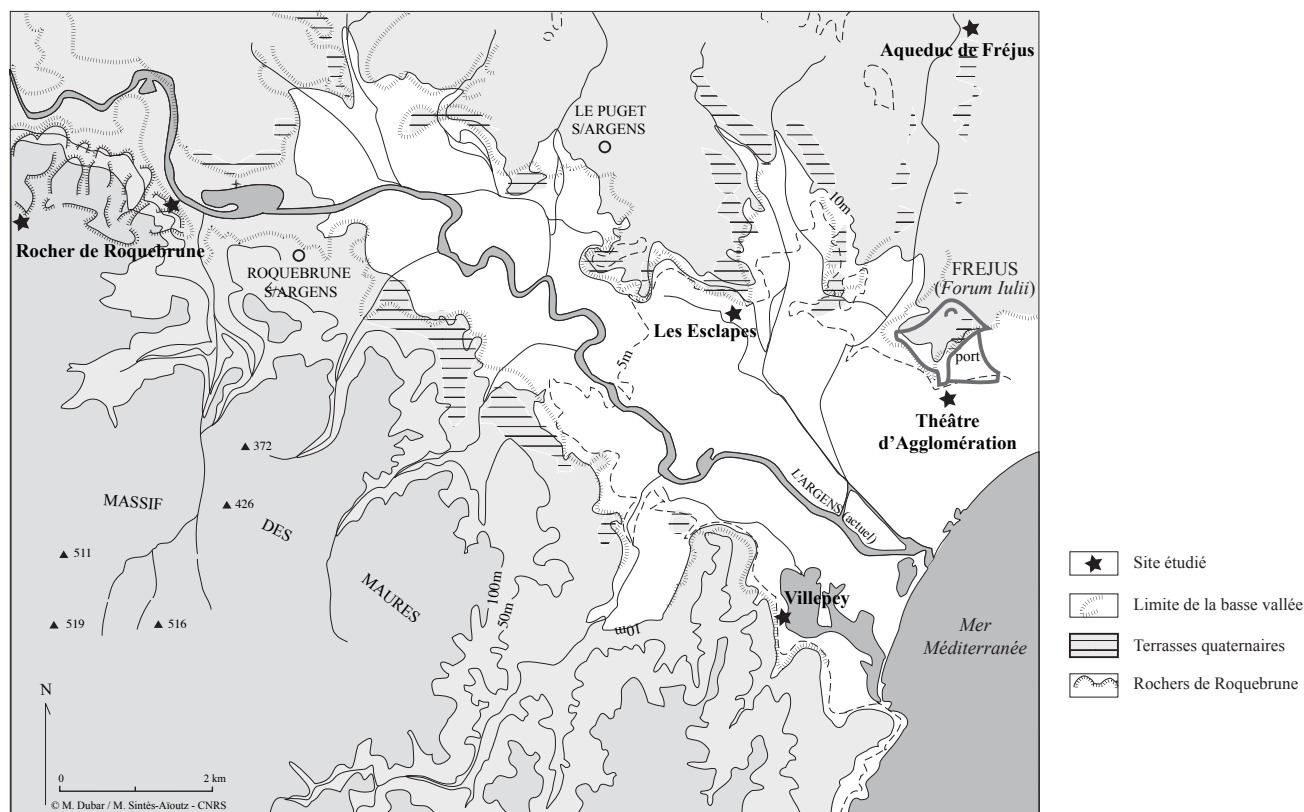 Aqueduc de Fréjus
LE PUGET
S/ARGENS
10m
Rocher de Roquebrune
ROQUEBRUNE
S/ARGENS
FREJUS
(Forum Iulii)
port
Les Esclapes
5m
Théâtre
d'Agglomération
372
426
511
519
516
MASSIF
DES
MAURES
L'ARGENS (actuel)
100m
50m
10m
Villepey
Mer
Méditerranée
N
0 2 km
© M. Dubar / M. Sintès-Aïoutz - CNRS
Site étudié
Limite de la basse vallée
Terrasses quaternaires
Rochers de Roquebrune